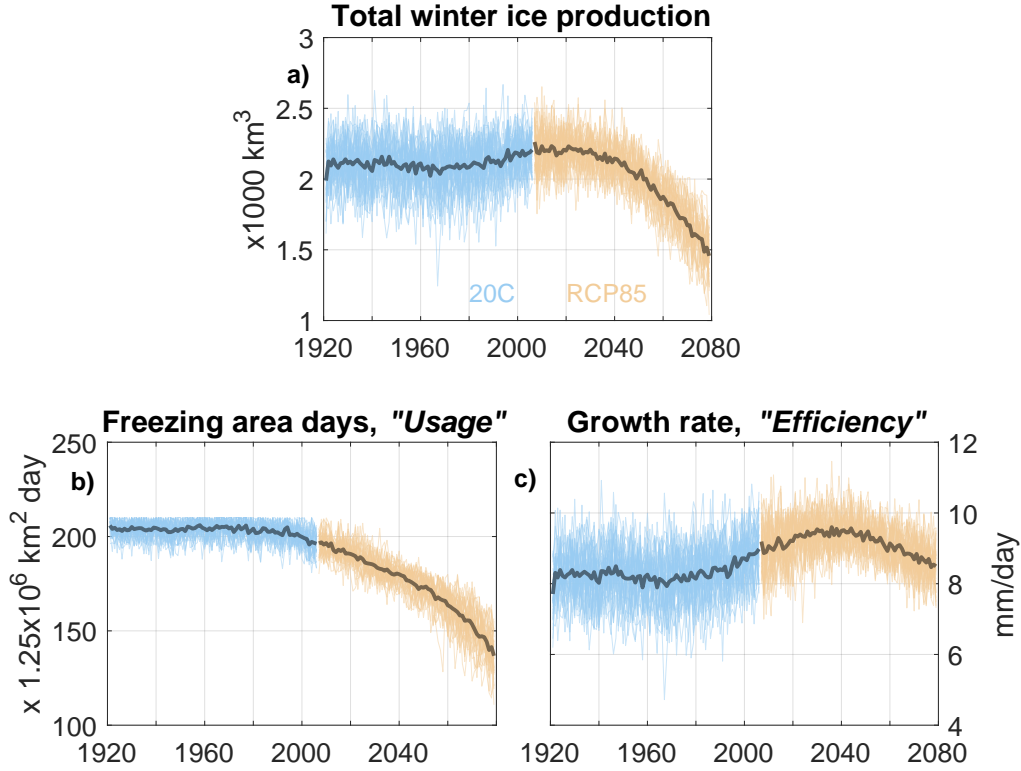 Total winter ice production
a)
x1000 km³
3
2.5
2
1.5
1
20C RCP85
1920 1960 2000 2040 2080
Freezing area days, "Usage"
b)
x 1.25x10⁶ km² day
250
200
150
100
1920 1960 2000 2040
Growth rate, "Efficiency"
c)
12
10
8
6
4
mm/day
1920 1960 2000 2040 2080